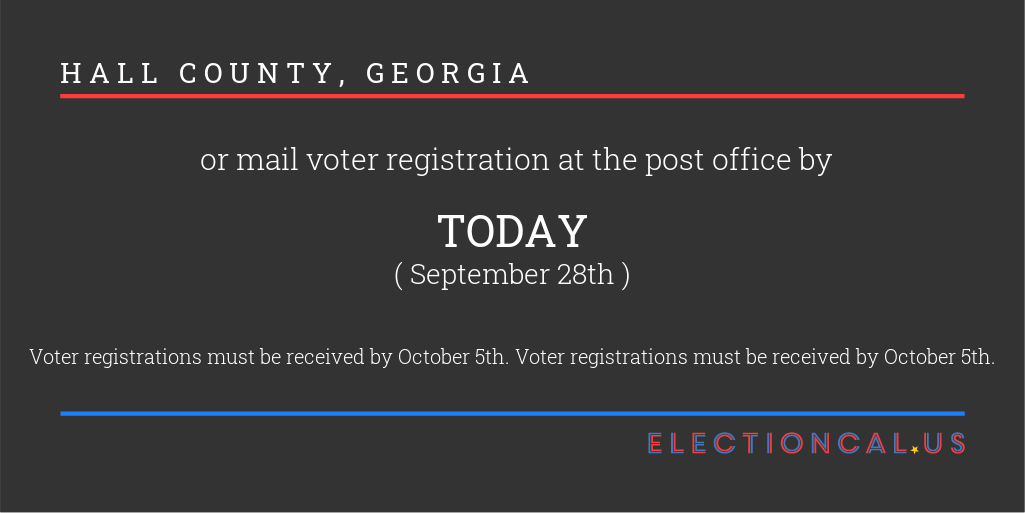 HALL COUNTY, GEORGIA
or mail voter registration at the post office by
TODAY
( September 28th )
Voter registrations must be received by October 5th. Voter registrations must be received by October 5th.
ELECTIONCAL.US